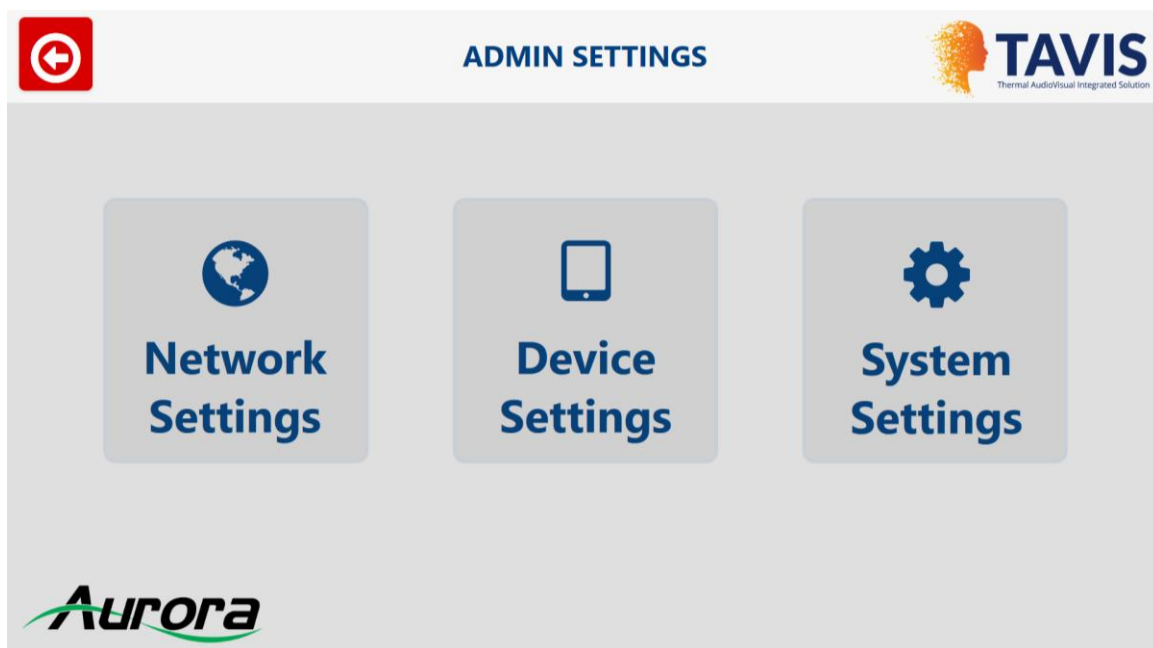 ADMIN SETTINGS
TAVIS
Thermal AudioVisual Integrated Solution
Network
Settings
Device
Settings
System
Settings
Aurora